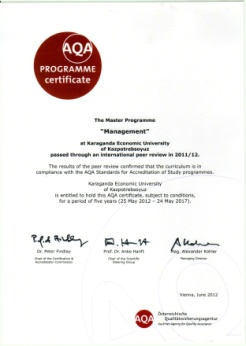 AQA
PROGRAMME
certificate
The Master Programme
"Management"
at Karaganda Economic University
of Kazpotrebsoyuz
passed through an international peer review in 2011/12.
The results of the peer review confirmed that the curriculum is
in compliance with the AQA Standards for Accreditation of Study programmes.
Karaganda Economic University
of Kazpotrebsoyuz
is entitled to hold this AQA certificate, subject to conditions,
for a period of five years (25 May 2012 – 24 May 2017).
Dr. Peter Findlay
Prof. Dr. Anke Hanft
Mag. Alexander Kohler
Chair of the Certification &
Accreditation Commission
Chair of the Scientific
Steering Group
Managing Director
Vienna, June 2012
AQA
Österreichische
Qualitätssicherungsagentur
Austrian Agency for Quality Assurance